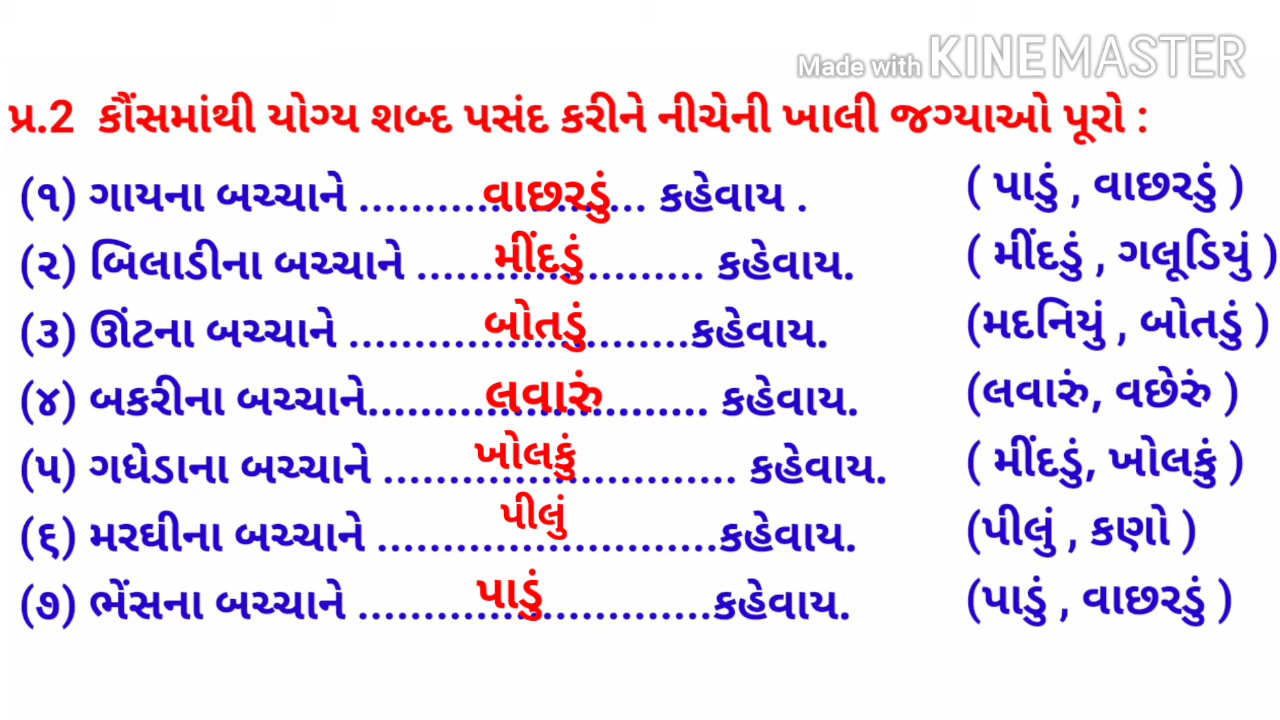 Made with KINEMASTER
પ્ર.2 કૌંસમાંથી યોગ્ય શબ્દ પસંદ કરીને નીચેની ખાલી જગ્યાઓ પૂરો :
(૧) ગાયના બચ્ચાને ........વાછરડું........ કહેવાય . ( પાડું , વાછરડું )
(૨) બિલાડીના બચ્ચાને ........મીંદડું........ કહેવાય. ( મીંદડું , ગલૂડિયું )
(૩) ઊંટના બચ્ચાને ........બોતડું........કહેવાય. (મદનિયું , બોતડું )
(૪) બકરીના બચ્ચાને........લવારું........ કહેવાય. (લવારું, વછેરું )
(૫) ગધેડાના બચ્ચાને ........ખોલકું........ કહેવાય. ( મીંદડું, ખોલકું )
(૬) મરઘીના બચ્ચાને ........પીલું........કહેવાય. (પીલું , કણો )
(૭) ભેંસના બચ્ચાને ........પાડું........કહેવાય. (પાડું , વાછરડું )